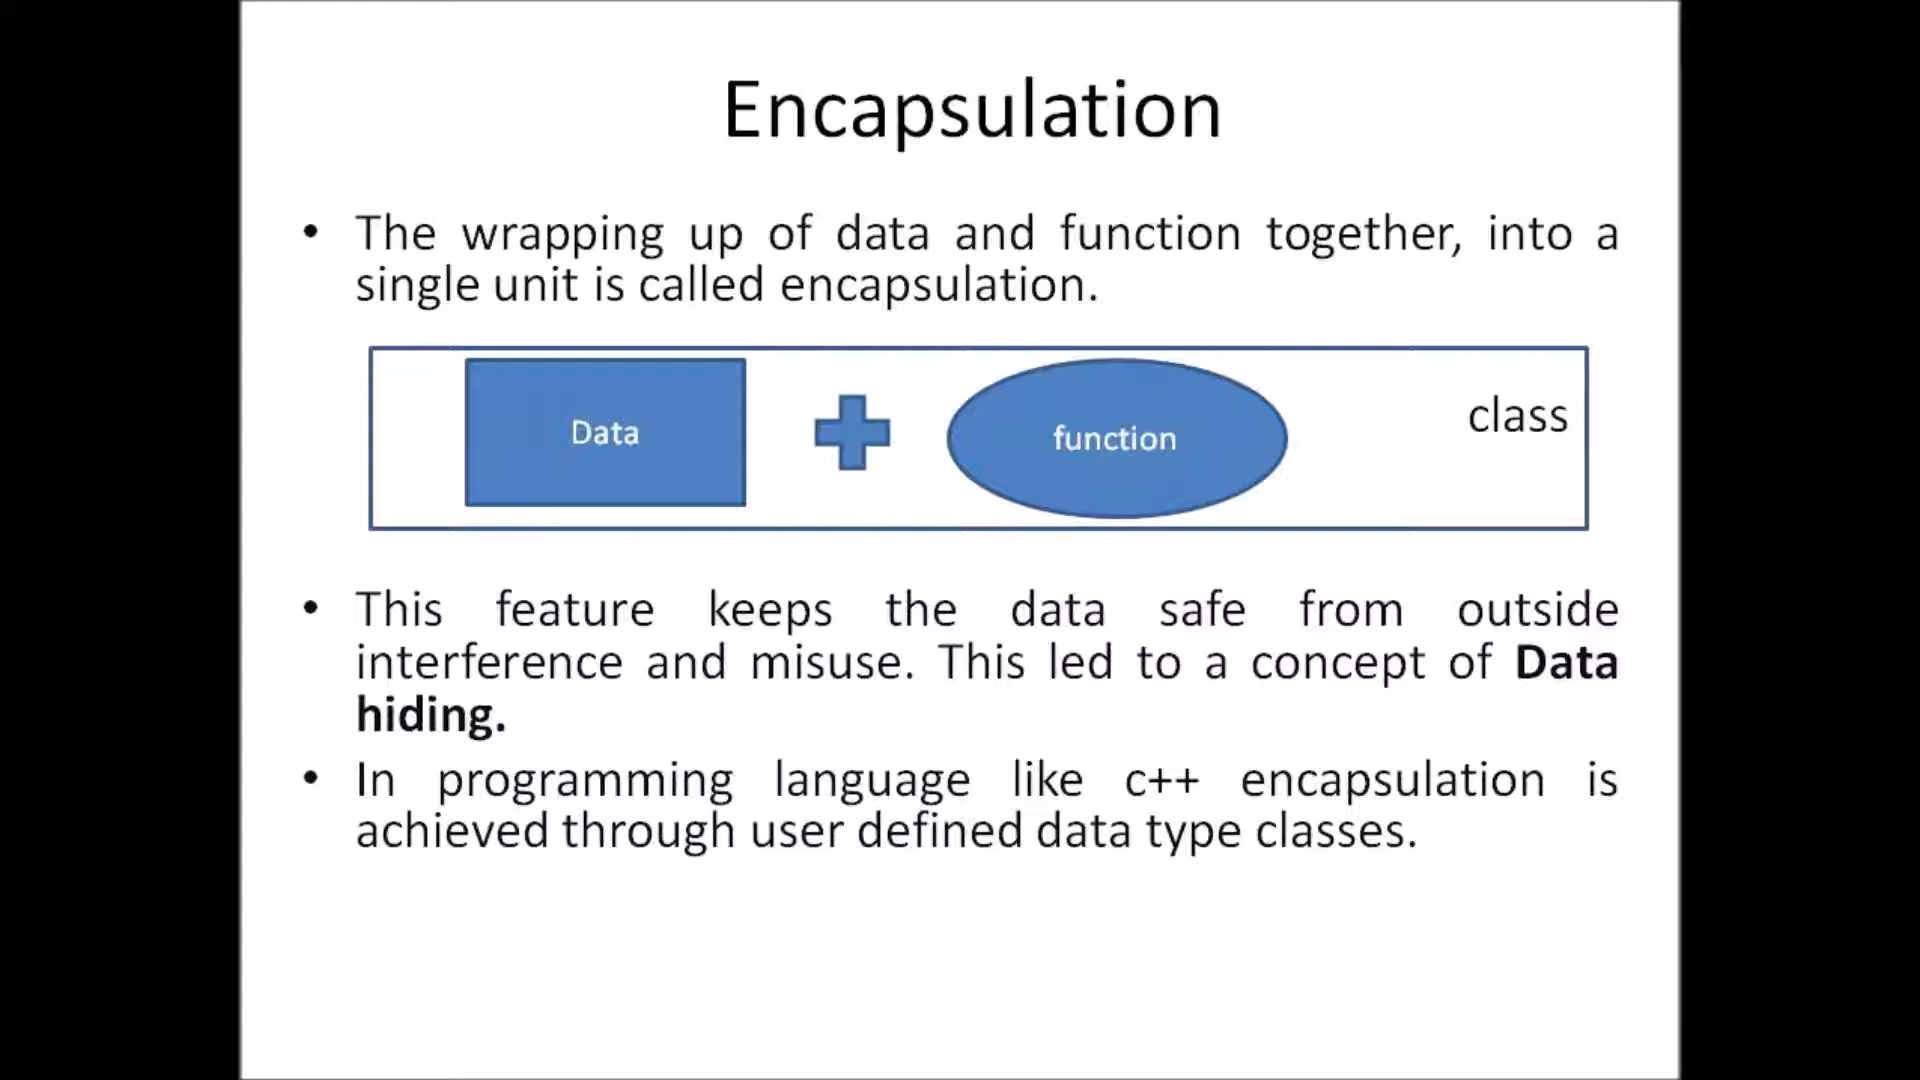 Encapsulation
• The wrapping up of data and function together, into a
single unit is called encapsulation.
Data
function
class
• This feature keeps the data safe from outside
interference and misuse. This led to a concept of Data
hiding.
• In programming language like c++ encapsulation is
achieved through user defined data type classes.